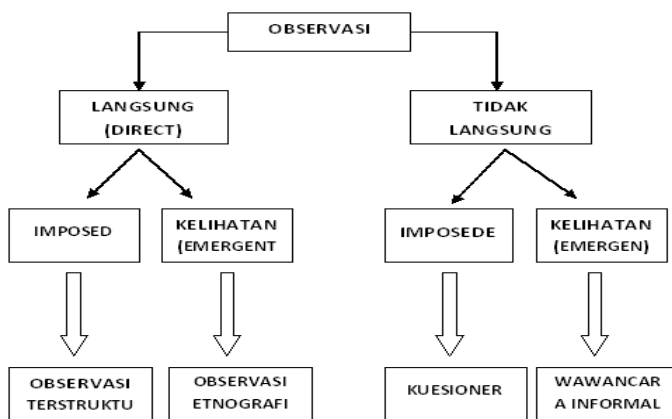 OBSERVASI
LANGSUNG
(DIRECT)
TIDAK
LANGSUNG
IMPOSED
KELIHATAN
(EMERGENT
IMPOSEDE
KELIHATAN
(EMERGEN)
OBSERVASI
TERSTRUKTU
OBSERVASI
ETNOGRAFI
KUESIONER
WAWANCAR
A INFORMAL